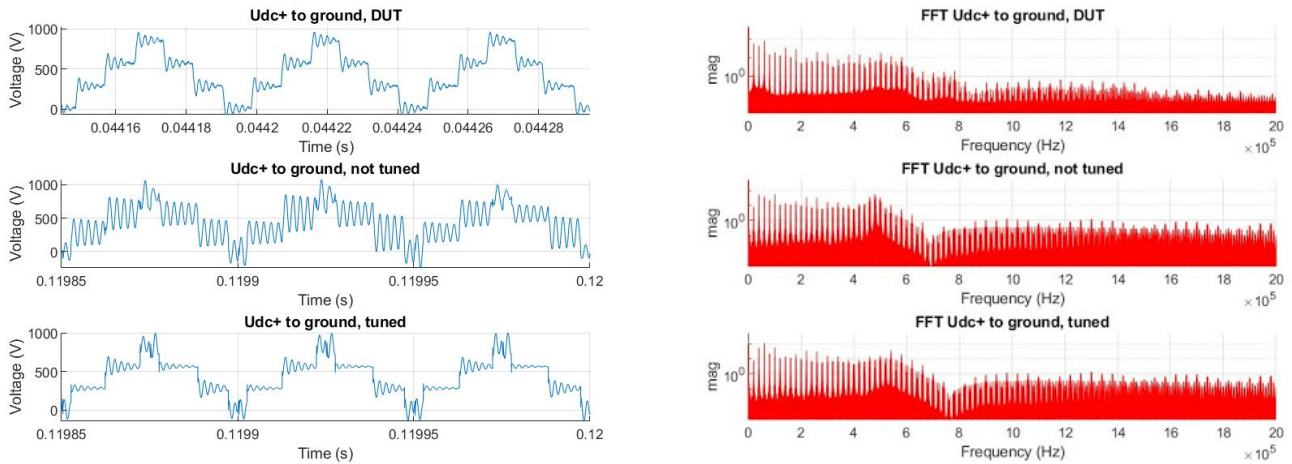 Udc+ to ground, DUT
Voltage (V)
1000
500
0
0.04416
0.04418
0.0442
0.04422
0.04424
0.04426
0.04428
Time (s)
Udc+ to ground, not tuned
Voltage (V)
1000
500
0
0.11985
0.1199
0.11995
0.12
Time (s)
Udc+ to ground, tuned
Voltage (V)
1000
500
0
0.11985
0.1199
0.11995
0.12
Time (s)
FFT Udc+ to ground, DUT
mag
10⁰
0 2 4 6 8 10 12 14 16 18 20
Frequency (Hz)
×10⁵
FFT Udc+ to ground, not tuned
mag
10⁰
0 2 4 6 8 10 12 14 16 18 20
Frequency (Hz)
×10⁵
FFT Udc+ to ground, tuned
mag
10⁰
0 2 4 6 8 10 12 14 16 18 20
Frequency (Hz)
×10⁵